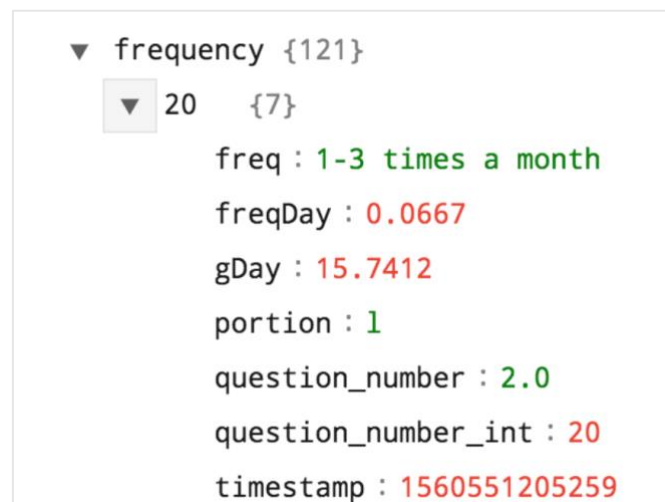 ▼ frequency {121}
▼ 20 {7}
freq : 1-3 times a month
freqDay : 0.0667
gDay : 15.7412
portion : l
question_number : 2.0
question_number_int : 20
timestamp : 1560551205259